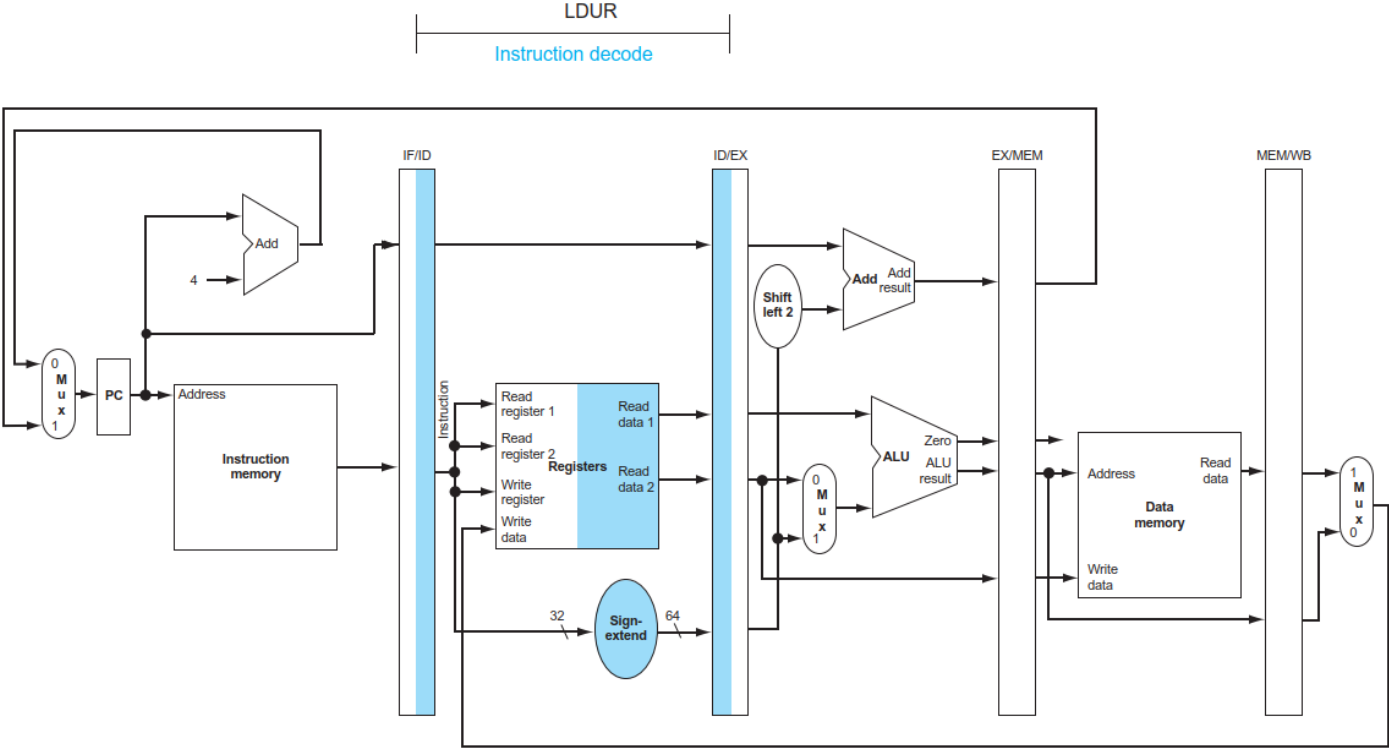 LDUR
Instruction decode
IF/ID
ID/EX
EX/MEM
MEM/WB
Add
4
Shift
left 2
Add
Add
result
0
M
u
x
1
PC
Address
Instruction
memory
Instruction
Read
register 1
Read
register 2
Write
register
Write
data
Registers
Read
data 1
Read
data 2
0
M
u
x
1
ALU
Zero
ALU
result
Address
Read
data
Data
memory
Write
data
1
M
u
x
0
32
Sign-
extend
64